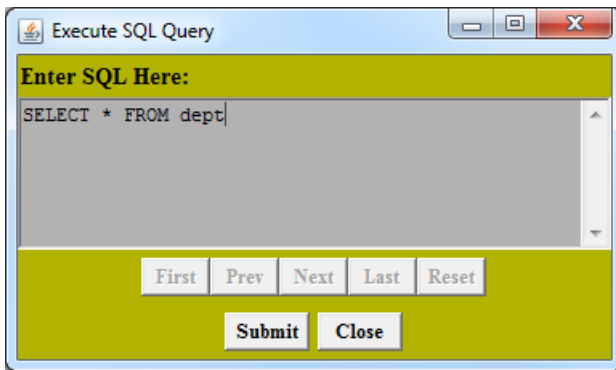 Execute SQL Query
Enter SQL Here:
SELECT * FROM dept
First Prev Next Last Reset
Submit Close